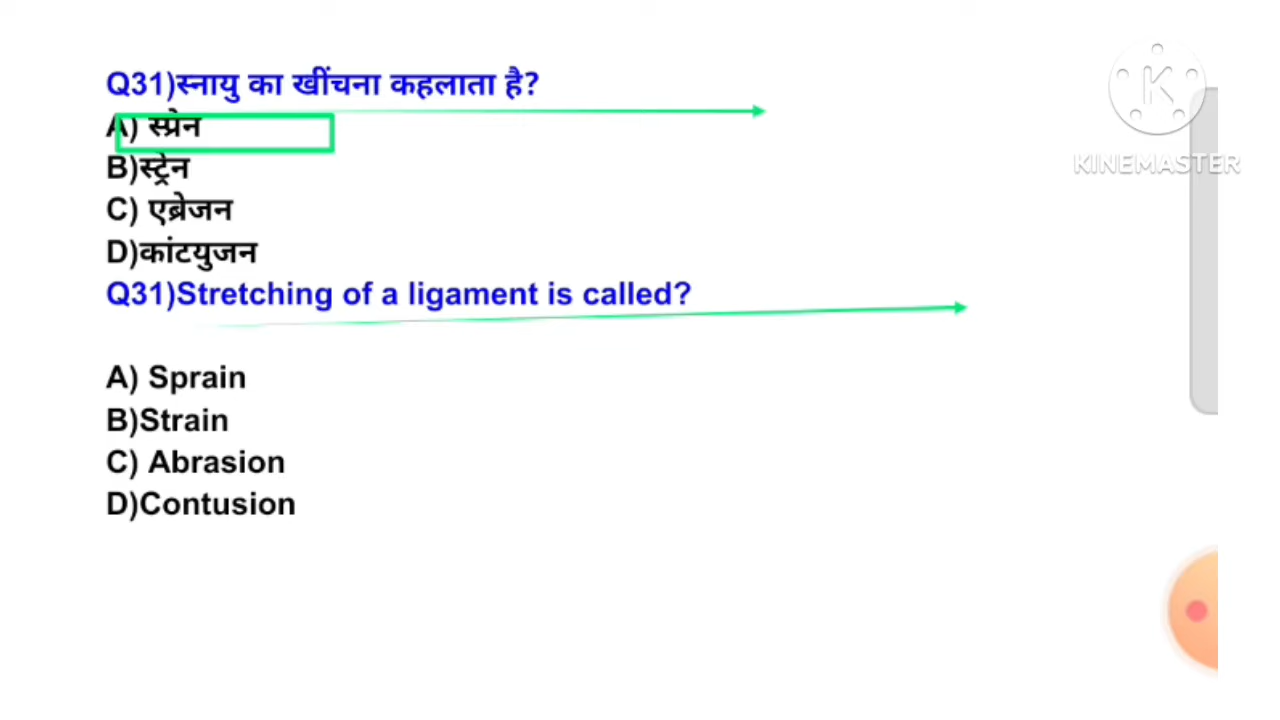 Q31)स्नायु का खींचना कहलाता है?
A) स्प्रेन
B)स्ट्रेन
C) एब्रेजन
D)कांटयुजन
Q31)Stretching of a ligament is called?
A) Sprain
B)Strain
C) Abrasion
D)Contusion
K
KINEMASTER